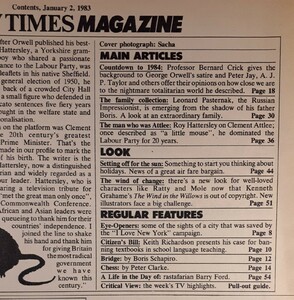 Contents, January 2, 1983
TIMES MAGAZINE
fter Orwell published his best-
Hattersley, a Yorkshire gram-
boy who shared a passionate
ance to the Labour Party, was
leaflets in his native Sheffield.
general election of 1950, he
back of a crowded City Hall
a small figure who defended in
cato sentences five fiery years
ought the welfare state and
ionalisation.
on the platform was Clement
he 20th century's greatest
Prime Minister. That's the
made in our profile to mark the
his birth. The writer is the
attersley, now a distinguished
an and widely regarded as a
our leader. Hattersley, who is
aring a television tribute for
"met the great man only once".
Commonwealth Conference.
African and Asian leaders were
queueing to thank him for their
countries' independence. I
joined the line to shake
his hand and thank him
for giving Britain
the most radical
government
we have
known this
century."
Cover photograph: Sacha
MAIN ARTICLES
Countdown to 1984: Professor Bernard Crick gives the
background to George Orwell's satire and Peter Jay, A. J. P.
Taylor and others offer their opinion on how close we are to
the nightmare totalitarian world he described. Page 18
The family collection: Leonid Pasternak, the Russian
Impressionist, is emerging from the shadow of his father
Boris. A look at an extraordinary family. Page 30
The man who was Attlee: Roy Hattersley on Clement Attlee;
once described as "a little mouse", he dominated the
Labour Party for 20 years. Page 36
LOOK
Setting off for the sun: Something to start you thinking about
holidays. News of a great air fare bargain. Page 44
The wind of change: there's a new look for well-loved
characters like Ratty and Mole now that Kenneth
Grahame's The Wind in the Willows is out of copyright. New
illustrators face a big challenge. Page 51
REGULAR FEATURES
Eye-Openers: some of the sights of a city that was saved by
the "I Love New York" campaign. Page 8
Citizen's Bill: Keith Richardson presents his case for ban-
ning textbooks in school language teaching. Page 10
Bridge: by Boris Schapiro. Page 14
Chess: by Peter Clarke. Page 14
A Life in the Day of: rastafarian Barry Ford. Page 54
Critical View: the week's TV highlights. Pull-out guide.